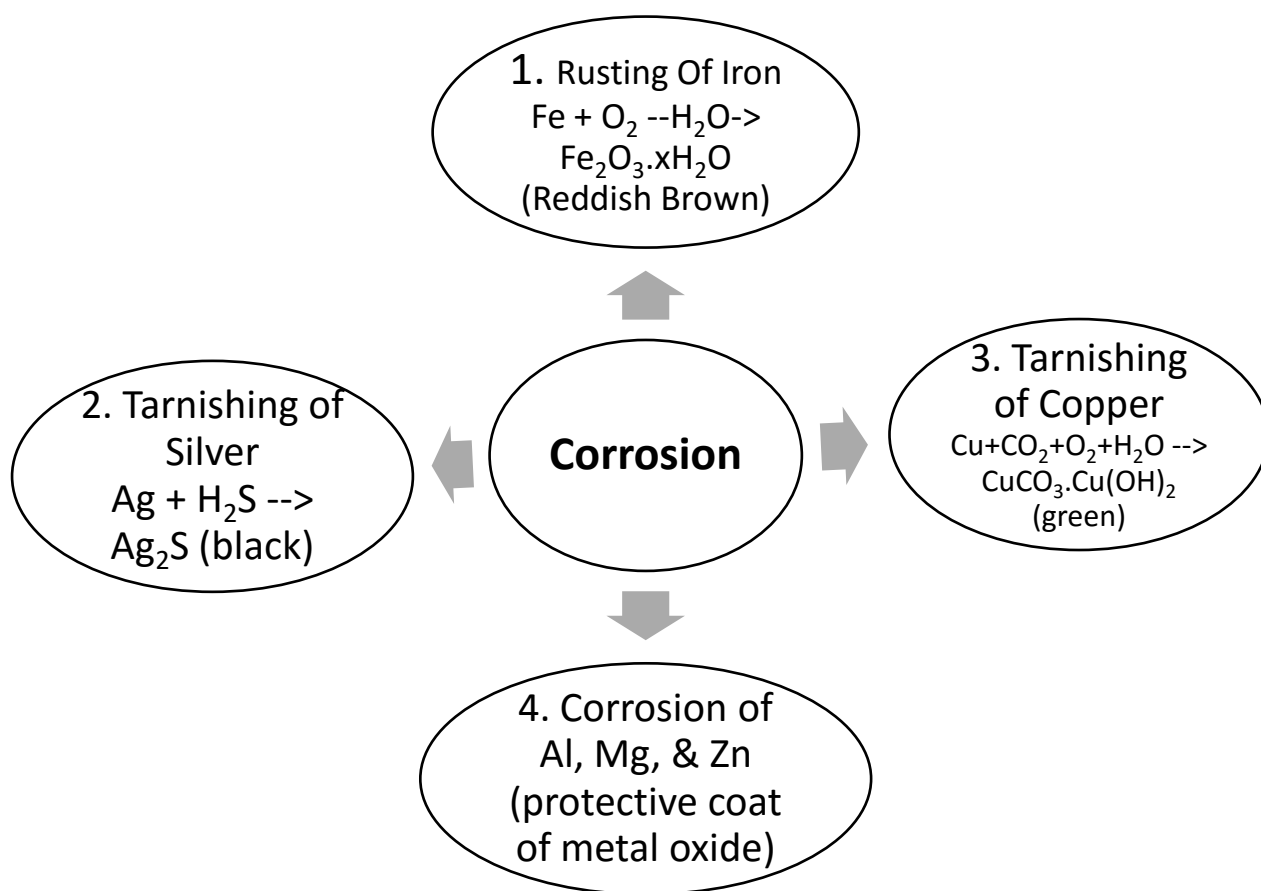 1. Rusting Of Iron
Fe + O₂ --H₂O->
Fe₂O₃.xH₂O
(Reddish Brown)
2. Tarnishing of
Silver
Ag + H₂S -->
Ag₂S (black)
Corrosion
3. Tarnishing
of Copper
Cu+CO₂+O₂+H₂O -->
CuCO₃.Cu(OH)₂
(green)
4. Corrosion of
Al, Mg, & Zn
(protective coat
of metal oxide)